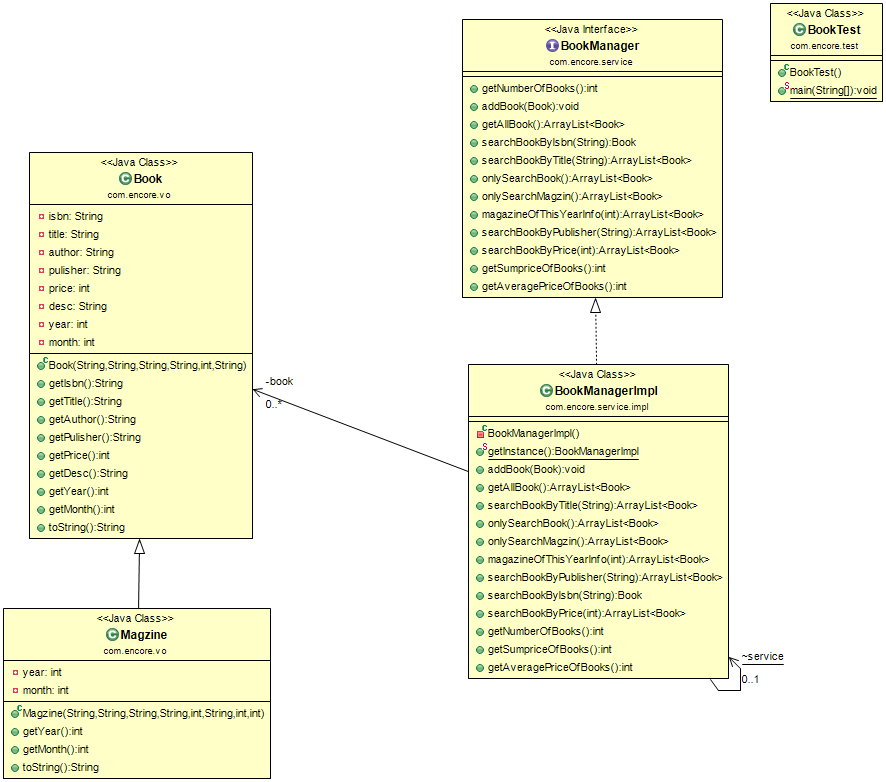 <<Java Class>>
Book
com.encore.vo
isbn: String
title: String
author: String
pulisher: String
price: int
desc: String
year: int
month: int
Book(String,String,String,String,int,String)
getIsbn():String
getTitle():String
getAuthor():String
getPulisher():String
getPrice():int
getDesc():String
getYear():int
getMonth():int
toString():String
<<Java Class>>
Magzine
com.encore.vo
year: int
month: int
Magzine(String,String,String,String,int,String,int,int)
getYear():int
getMonth():int
toString():String
-book
0..*
<<Java Interface>>
BookManager
com.encore.service
getNumberOfBooks():int
addBook(Book):void
getAllBook():ArrayList<Book>
searchBookByIsbn(String):Book
searchBookByTitle(String):ArrayList<Book>
onlySearchBook():ArrayList<Book>
onlySearchMagzin():ArrayList<Book>
magazineOfThisYearInfo(int):ArrayList<Book>
searchBookByPublisher(String):ArrayList<Book>
searchBookByPrice(int):ArrayList<Book>
getSumpriceOfBooks():int
getAveragePriceOfBooks():int
<<Java Class>>
BookManagerImpl
com.encore.service.impl
BookManagerImpl()
getInstance():BookManagerImpl
addBook(Book):void
getAllBook():ArrayList<Book>
searchBookByTitle(String):ArrayList<Book>
onlySearchBook():ArrayList<Book>
onlySearchMagzin():ArrayList<Book>
magazineOfThisYearInfo(int):ArrayList<Book>
searchBookByPublisher(String):ArrayList<Book>
searchBookByIsbn(String):Book
searchBookByPrice(int):ArrayList<Book>
getNumberOfBooks():int
getSumpriceOfBooks():int
getAveragePriceOfBooks():int
~service
0..1
<<Java Class>>
BookTest
com.encore.test
BookTest()
main(String[]):void